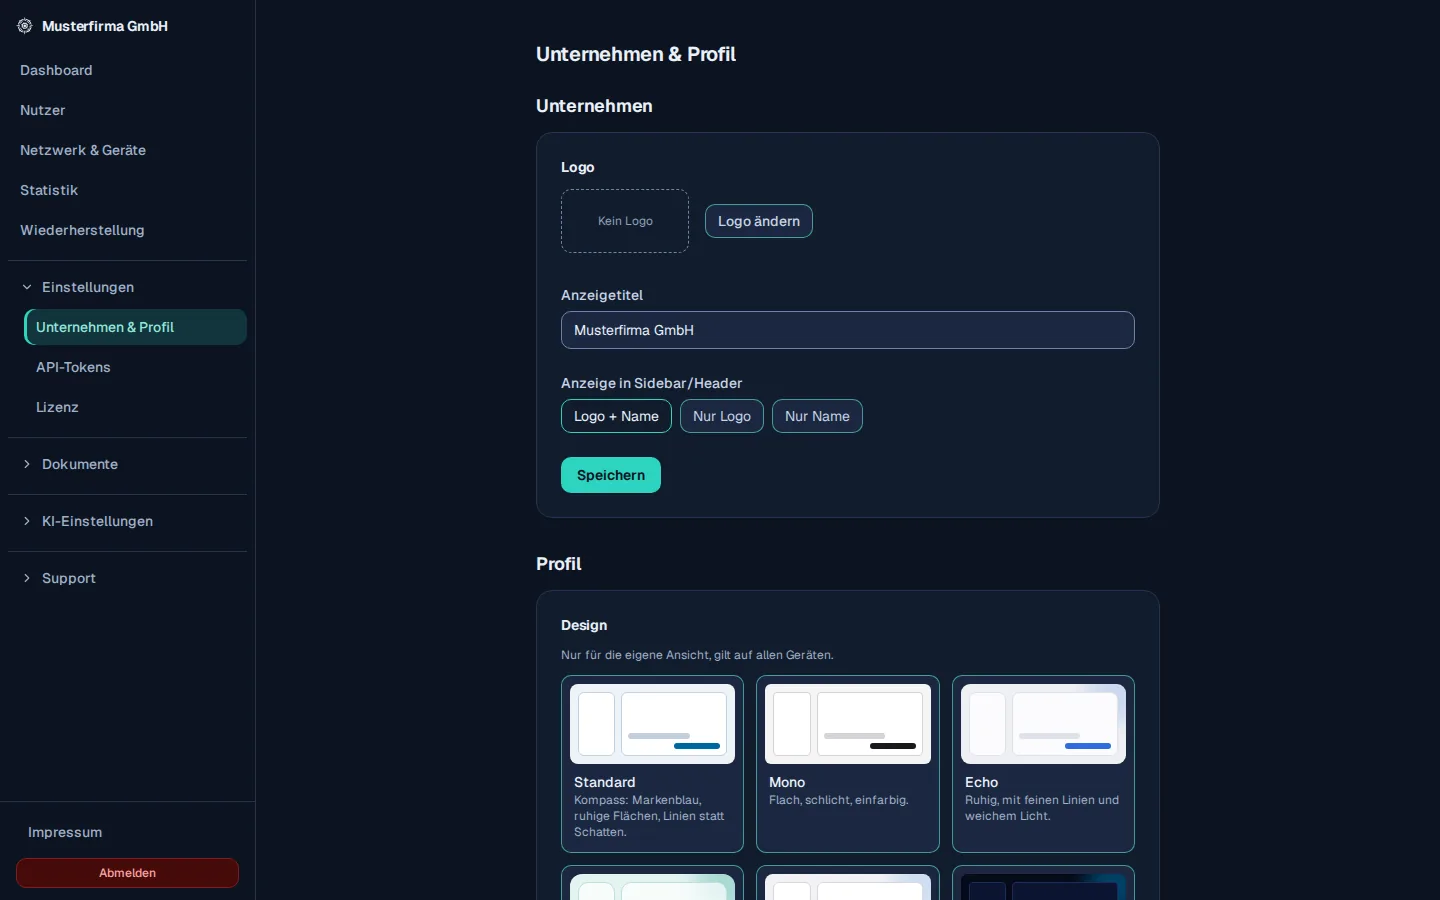 Musterfirma GmbH
Dashboard
Nutzer
Netzwerk & Geräte
Statistik
Wiederherstellung
Einstellungen
Unternehmen & Profil
API-Tokens
Lizenz
Dokumente
KI-Einstellungen
Support
Impressum
Abmelden
Unternehmen & Profil
Unternehmen
Logo
Kein Logo
Logo ändern
Anzeigetitel
Musterfirma GmbH
Anzeige in Sidebar/Header
Logo + Name
Nur Logo
Nur Name
Speichern
Profil
Design
Nur für die eigene Ansicht, gilt auf allen Geräten.
Standard
Kompass: Markenblau,
ruhige Flächen, Linien statt
Schatten.
Mono
Flach, schlicht, einfarbig.
Echo
Ruhig, mit feinen Linien und
weichem Licht.